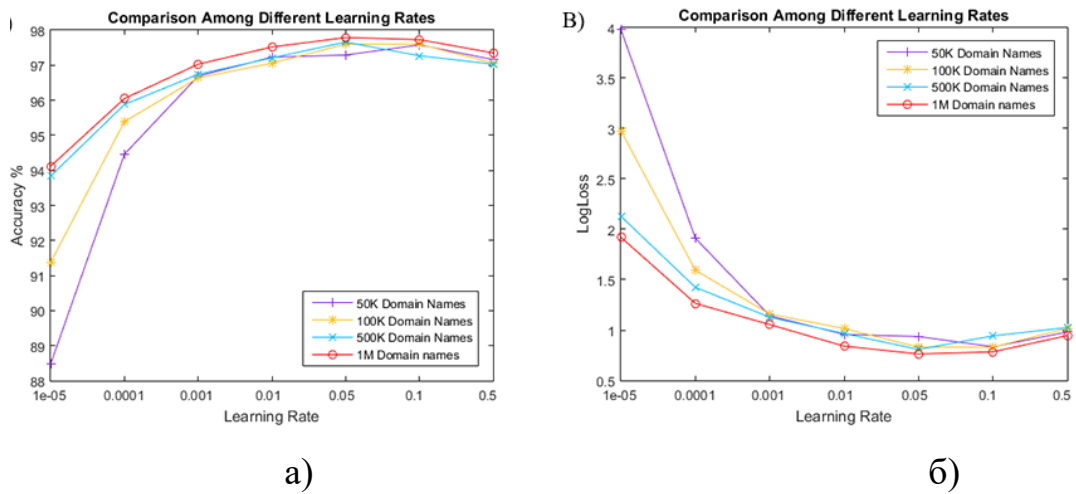 )
Comparison Among Different Learning Rates
98
97
96
95
94
93
92
91
90
89
88
Accuracy %
50K Domain Names
100K Domain Names
500K Domain Names
1M Domain names
1e-05 0.0001 0.001 0.01 0.05 0.1 0.5
Learning Rate
а)
B)
Comparison Among Different Learning Rates
4
3.5
3
2.5
2
1.5
1
0.5
LogLoss
50K Domain Names
100K Domain Names
500K Domain Names
1M Domain names
1e-05 0.0001 0.001 0.01 0.05 0.1 0.5
Learning Rate
б)